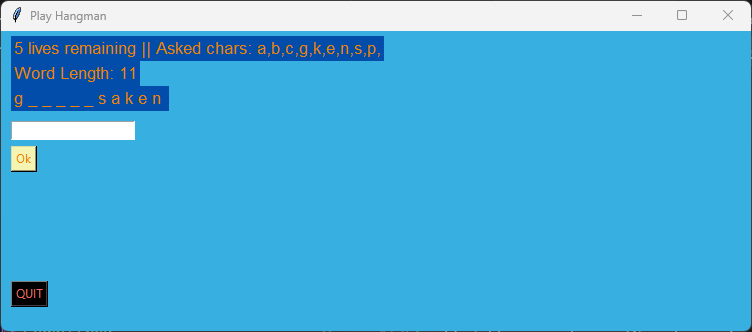 Play Hangman
5 lives remaining || Asked chars: a,b,c,g,k,e,n,s,p,
Word Length: 11
g _ _ _ _ _ s a k e n
Ok
QUIT